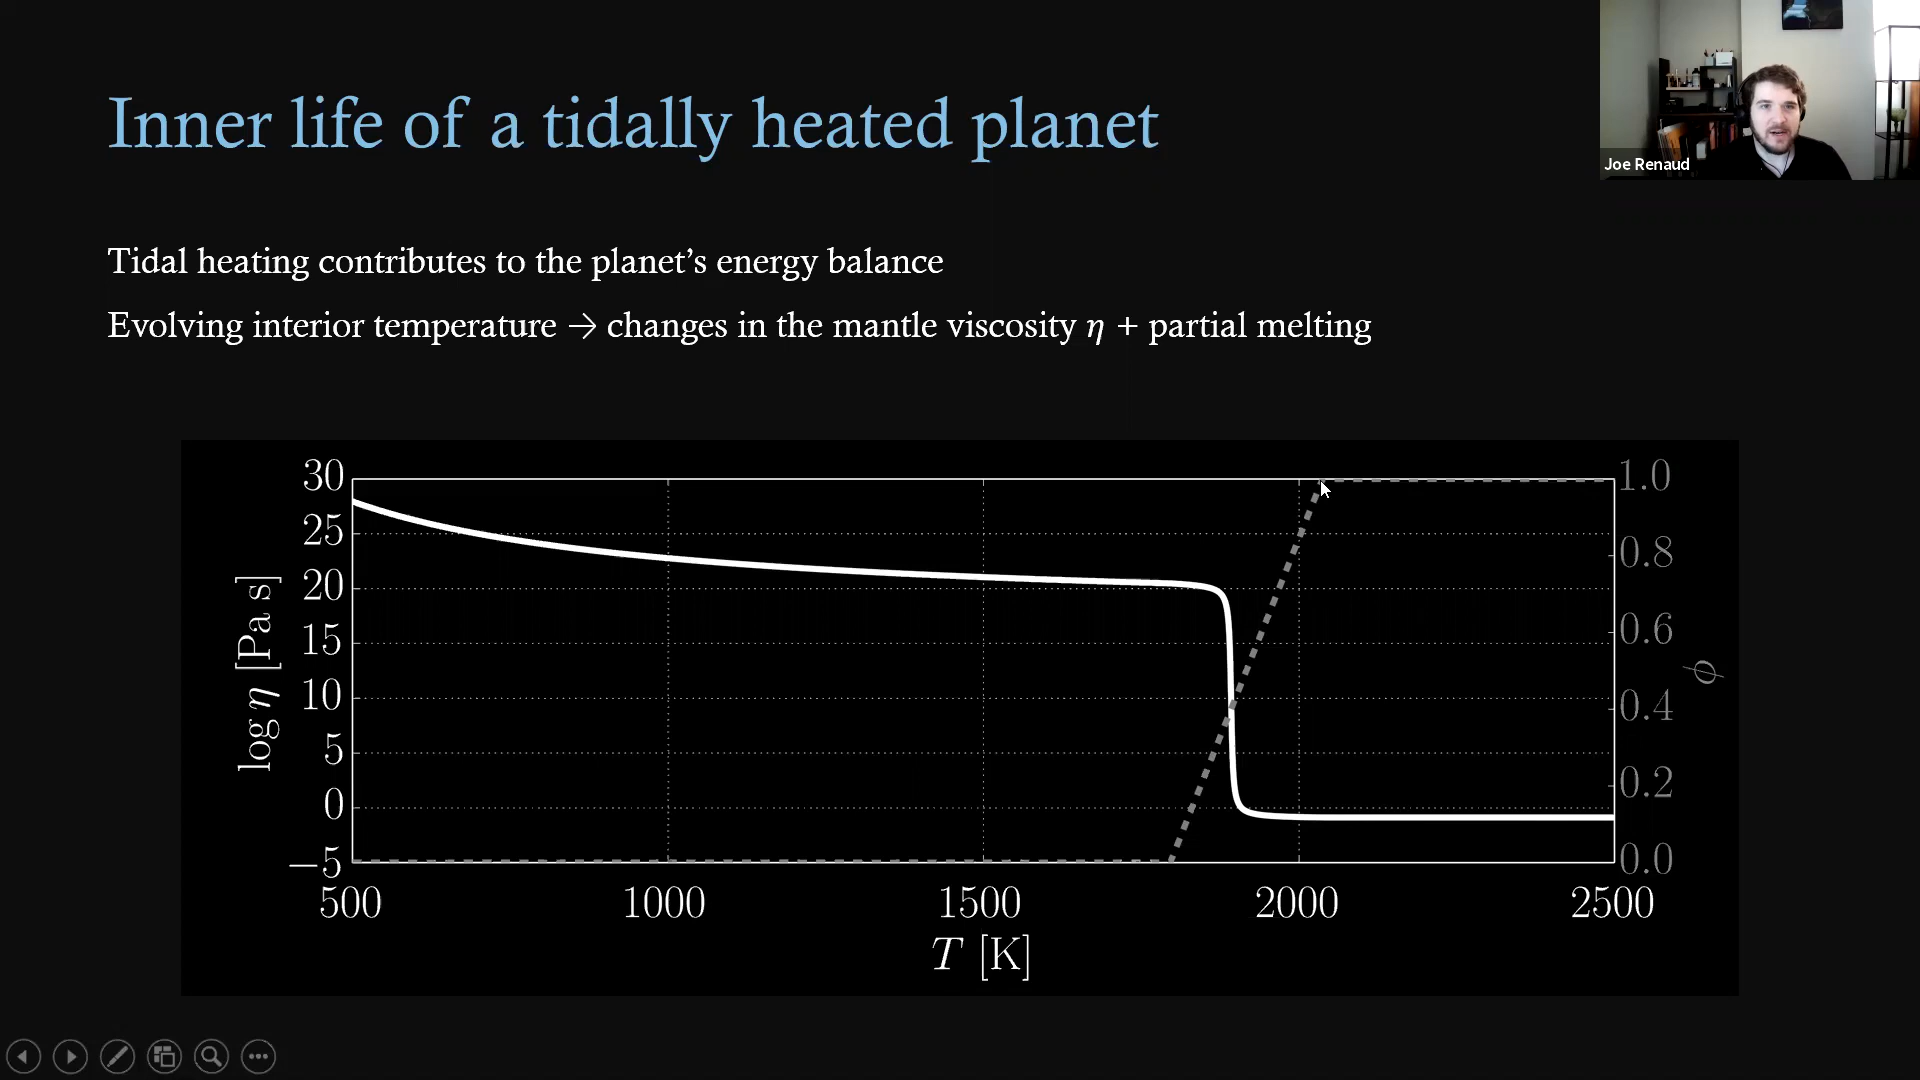 Inner life of a tidally heated planet
Joe Renaud
Tidal heating contributes to the planet’s energy balance
Evolving interior temperature → changes in the mantle viscosity η + partial melting
30
25
20
15
10
5
0
−5
log η [Pa s]
1.0
0.8
0.6
0.4
0.2
0.0
ϕ
500 1000 1500 2000 2500
T [K]